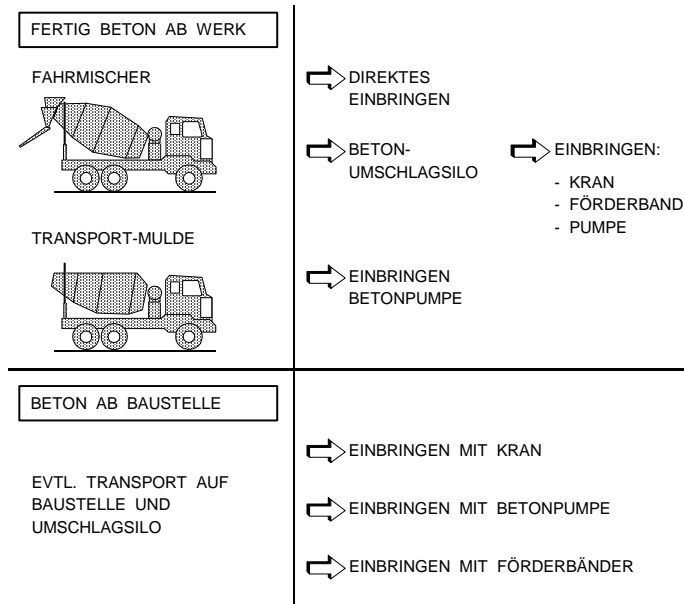 FERTIG BETON AB WERK
FAHRMISCHER
DIREKTES
EINBRINGEN
BETON-
UMSCHLAGSILO
EINBRINGEN:
- KRAN
- FÖRDERBAND
- PUMPE
TRANSPORT-MULDE
EINBRINGEN
BETONPUMPE
BETON AB BAUSTELLE
EVTL. TRANSPORT AUF
BAUSTELLE UND
UMSCHLAGSILO
EINBRINGEN MIT KRAN
EINBRINGEN MIT BETONPUMPE
EINBRINGEN MIT FÖRDERBÄNDER